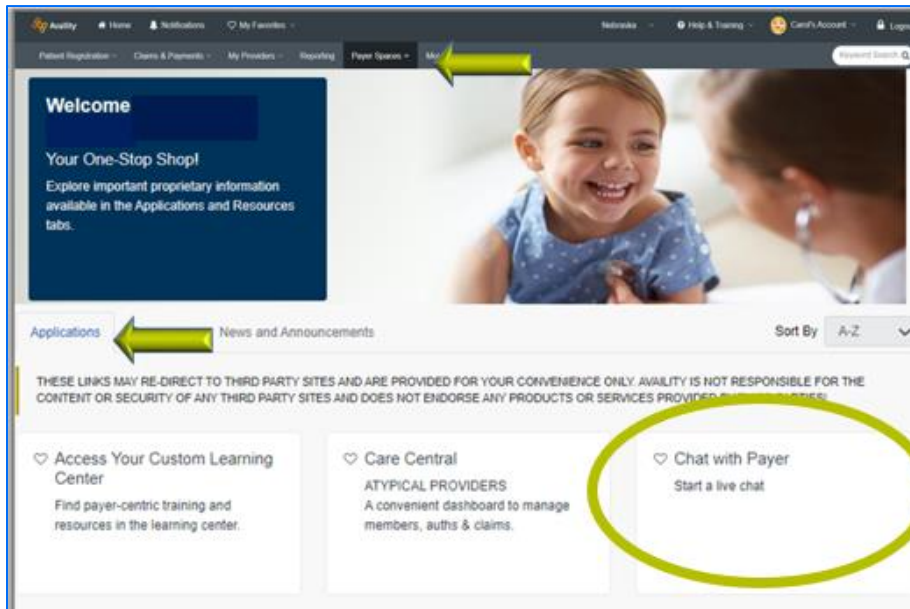 Availity Home Notifications My Favorites Nebraska Help & Training Carol's Account
Patient Registration Claims & Payments My Providers Reporting Payer Spaces Keyword Search
Welcome
Your One-Stop Shop!
Explore important proprietary information
available in the Applications and Resources
tabs.
Applications News and Announcements Sort By A-Z
THESE LINKS MAY RE-DIRECT TO THIRD PARTY SITES AND ARE PROVIDED FOR YOUR CONVENIENCE ONLY. AVAILITY IS NOT RESPONSIBLE FOR THE
CONTENT OR SECURITY OF ANY THIRD PARTY SITES AND DOES NOT ENDORSE ANY PRODUCTS OR SERVICES PROVIDED
Access Your Custom Learning
Center
Find payer-centric training and
resources in the learning center.
Care Central
ATYPICAL PROVIDERS
A convenient dashboard to manage
members, auths & claims.
Chat with Payer
Start a live chat